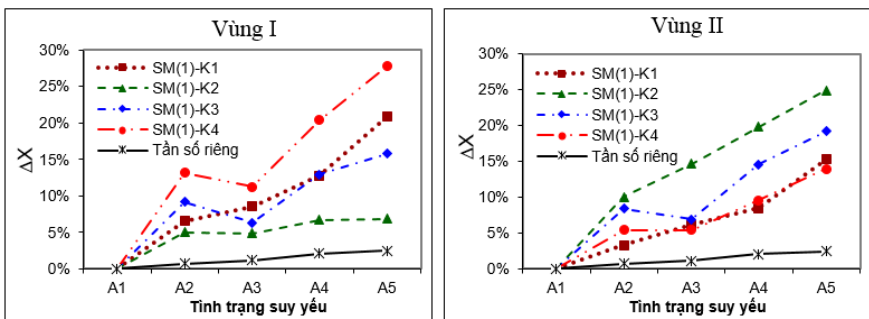 Vùng I
30%
25%
20%
15%
10%
5%
0%
ΔX
SM(1)-K1
SM(1)-K2
SM(1)-K3
SM(1)-K4
Tần số riêng
A1 A2 A3 A4 A5
Tình trạng suy yếu
Vùng II
30%
25%
20%
15%
10%
5%
0%
ΔX
SM(1)-K1
SM(1)-K2
SM(1)-K3
SM(1)-K4
Tần số riêng
A1 A2 A3 A4 A5
Tình trạng suy yếu